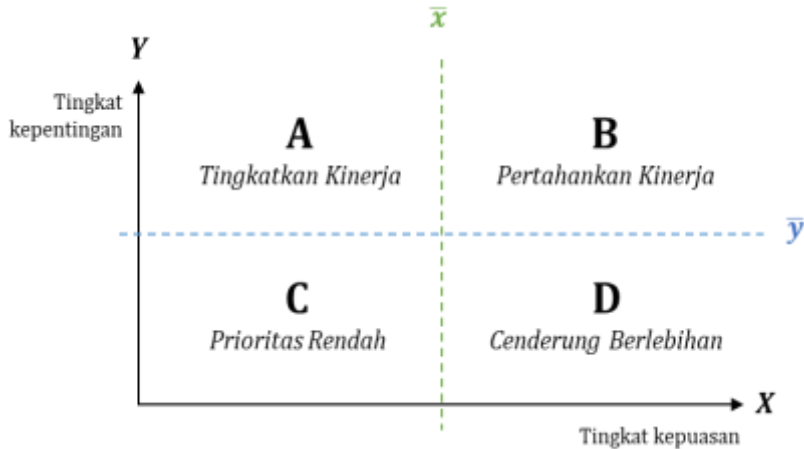 x̅
Y
Tingkat
kepentingan
A
B
Tingkatkan Kinerja
Pertahankan Kinerja
y̅
C
D
Prioritas Rendah
Cenderung Berlebihan
X
Tingkat kepuasan